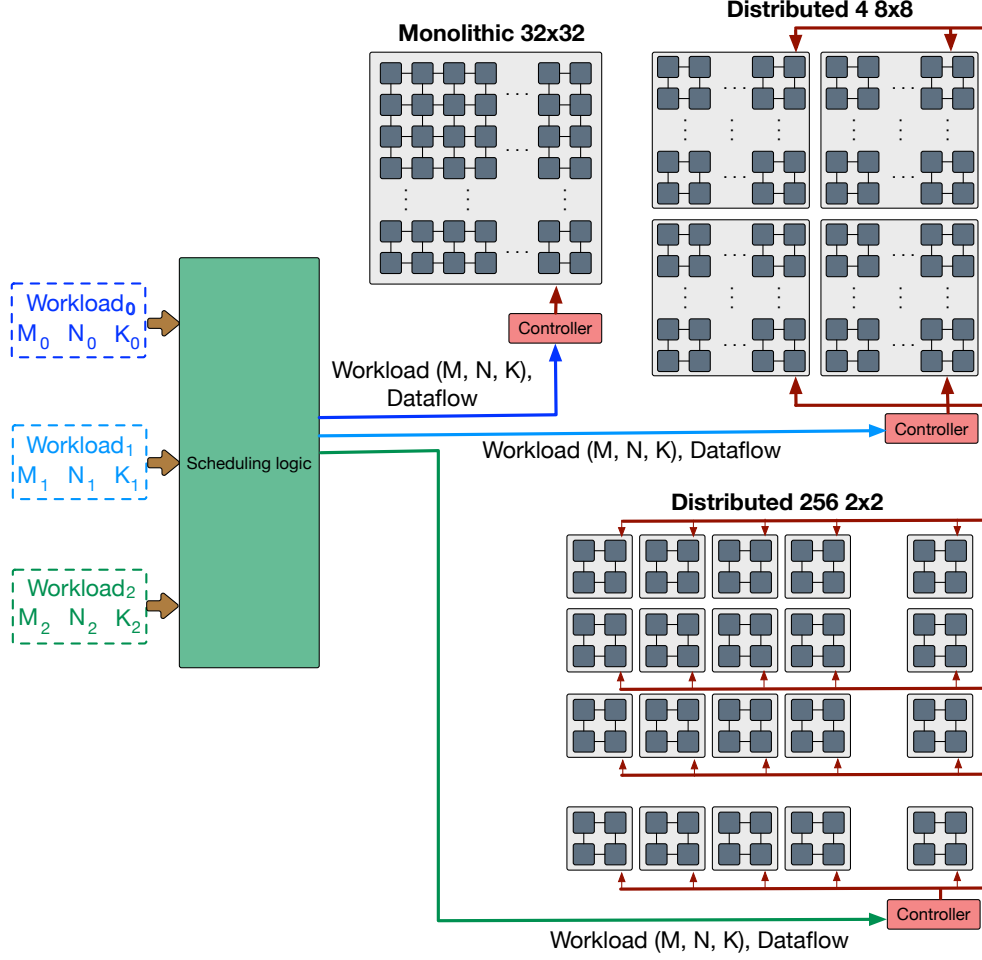 Distributed 4 8x8
Monolithic 32x32
Workload0
M0 N0 K0
Controller
Workload (M, N, K),
Dataflow
Controller
Workload1
M1 N1 K1
Scheduling logic
Workload (M, N, K), Dataflow
Distributed 256 2x2
Workload2
M2 N2 K2
Controller
Workload (M, N, K), Dataflow